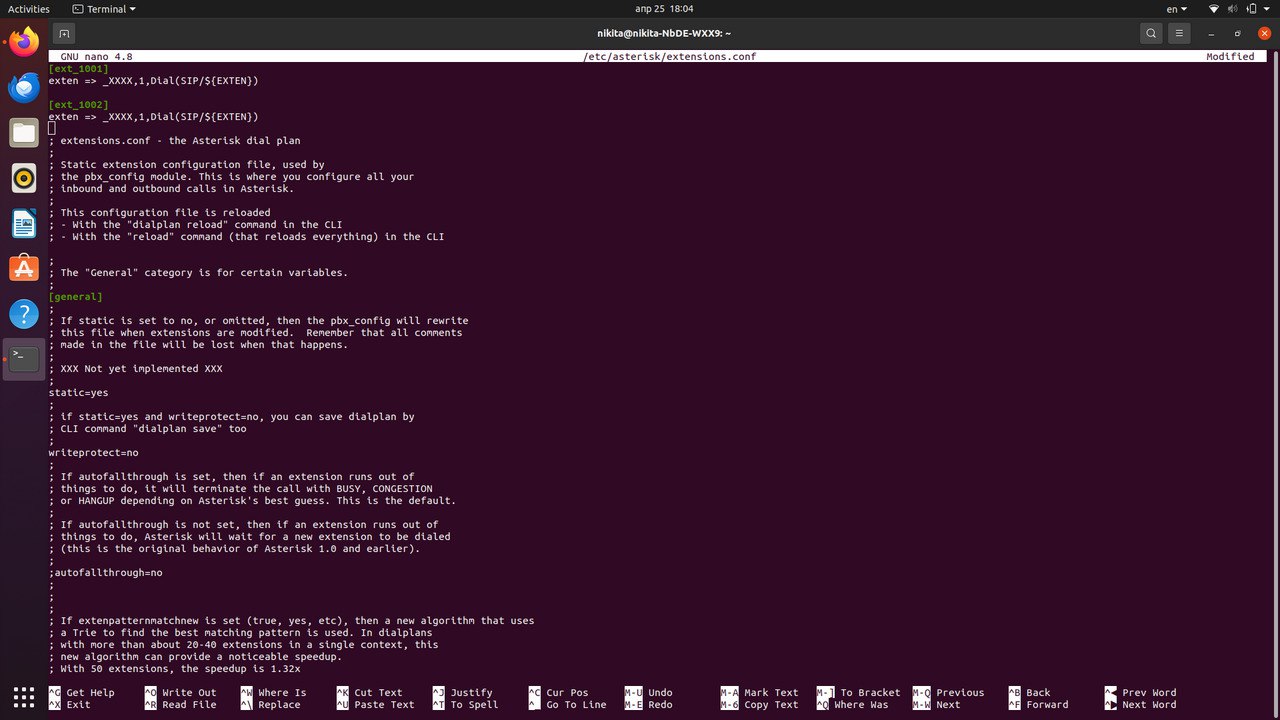 Activities
Terminal
апр 25 18:04
en
nikita@nikita-NbDE-WXX9: ~
GNU nano 4.8 /etc/asterisk/extensions.conf Modified
[ext_1001]
exten => _XXXX,1,Dial(SIP/${EXTEN})
[ext_1002]
exten => _XXXX,1,Dial(SIP/${EXTEN})
; extensions.conf - the Asterisk dial plan
;
; Static extension configuration file, used by
; the pbx_config module. This is where you configure all your
; inbound and outbound calls in Asterisk.
;
; This configuration file is reloaded
; - With the "dialplan reload" command in the CLI
; - With the "reload" command (that reloads everything) in the CLI
;
; The "General" category is for certain variables.
;
[general]
;
; If static is set to no, or omitted, then the pbx_config will rewrite
; this file when extensions are modified.  Remember that all comments
; made in the file will be lost when that happens.
;
; XXX Not yet implemented XXX
;
static=yes
;
; if static=yes and writeprotect=no, you can save dialplan by
; CLI command "dialplan save" too
;
writeprotect=no
;
; If autofallthrough is set, then if an extension runs out of
; things to do, it will terminate the call with BUSY, CONGESTION
; or HANGUP depending on Asterisk's best guess. This is the default.
;
; If autofallthrough is not set, then if an extension runs out of
; things to do, Asterisk will wait for a new extension to be dialed
; (this is the original behavior of Asterisk 1.0 and earlier).
;
;autofallthrough=no
;
;
;
; If extenpatternmatchnew is set (true, yes, etc), then a new algorithm that uses
; a Trie to find the best matching pattern is used. In dialplans
; with more than about 20-40 extensions in a single context, this
; new algorithm can provide a noticeable speedup.
; With 50 extensions, the speedup is 1.32x
^G Get Help ^O Write Out ^W Where Is ^K Cut Text ^J Justify ^C Cur Pos M-U Undo M-A Mark Text M-] To Bracket M-Q Previous ^B Back ^◀ Prev Word
^X Exit ^R Read File ^\ Replace ^U Paste Text ^T To Spell ^_ Go To Line M-E Redo M-6 Copy Text ^Q Where Was M-W Next ^F Forward ^▶ Next Word